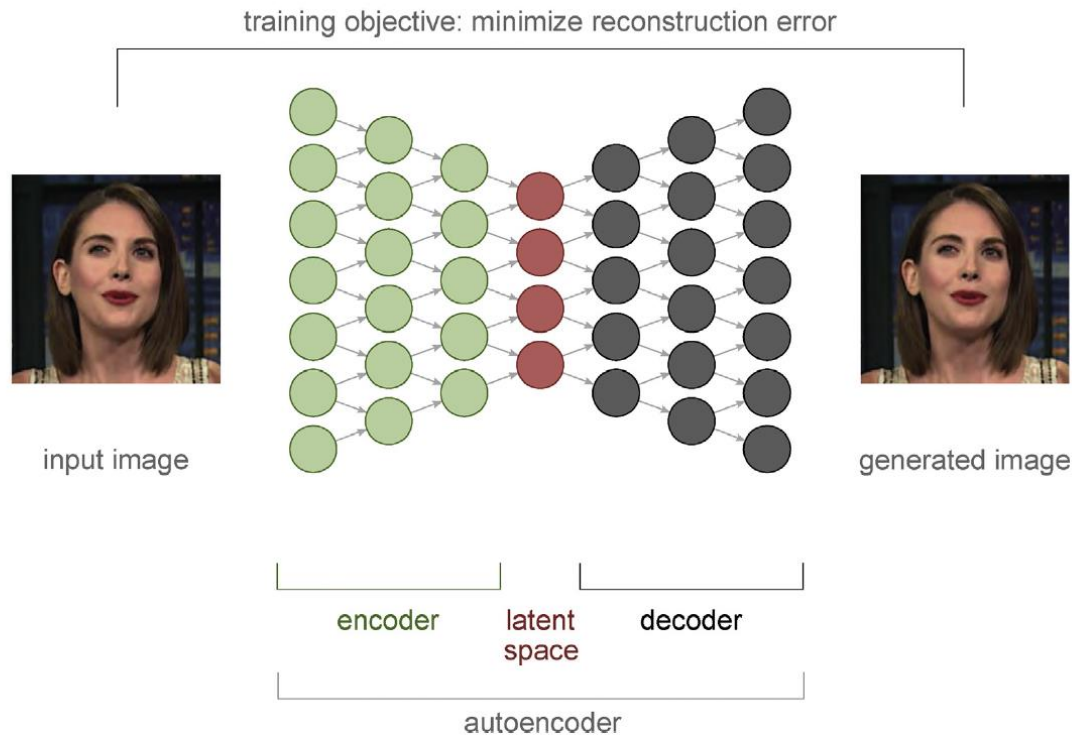 training objective: minimize reconstruction error
input image
generated image
encoder
latent
space
decoder
autoencoder